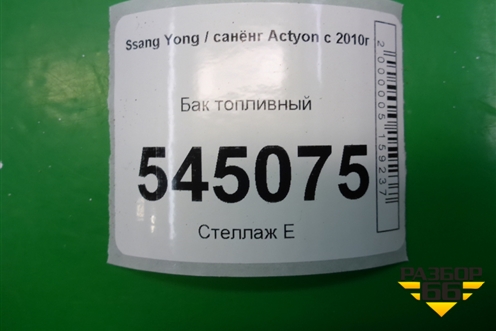 Ssang Yong / санёнг Actyon с 2010г
Бак топливный
545075
Стеллаж Е
2000005159237
РАЗБОР
66